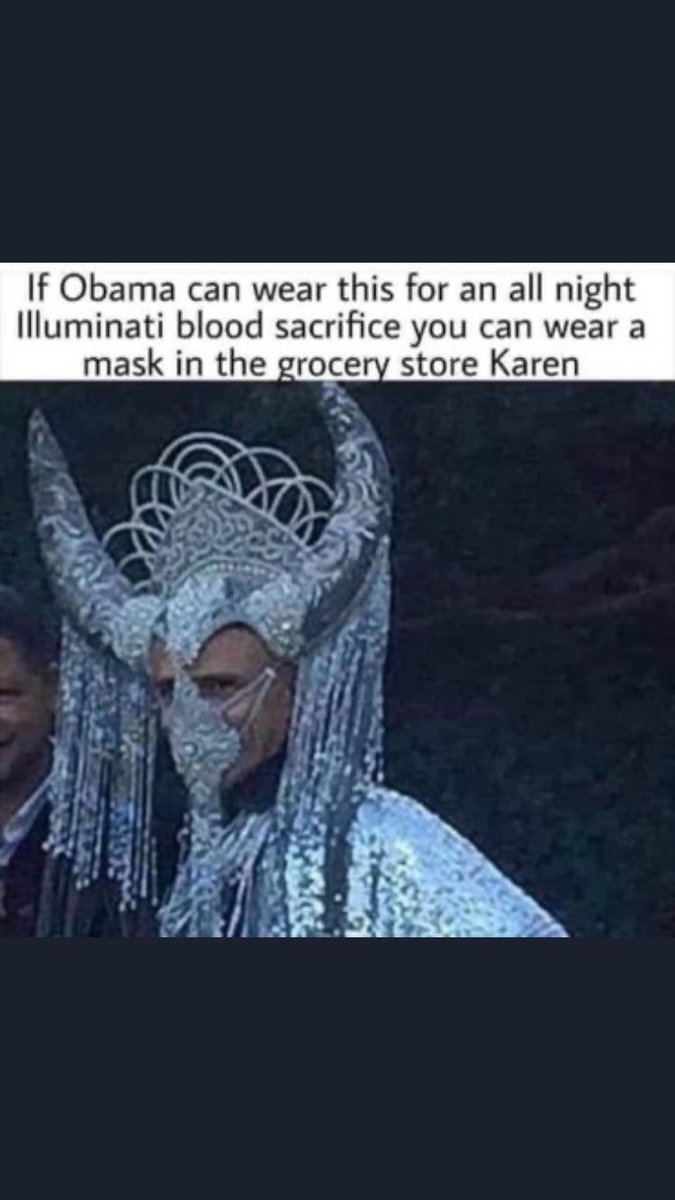 If Obama can wear this for an all night
Illuminati blood sacrifice you can wear a
mask in the grocery store Karen